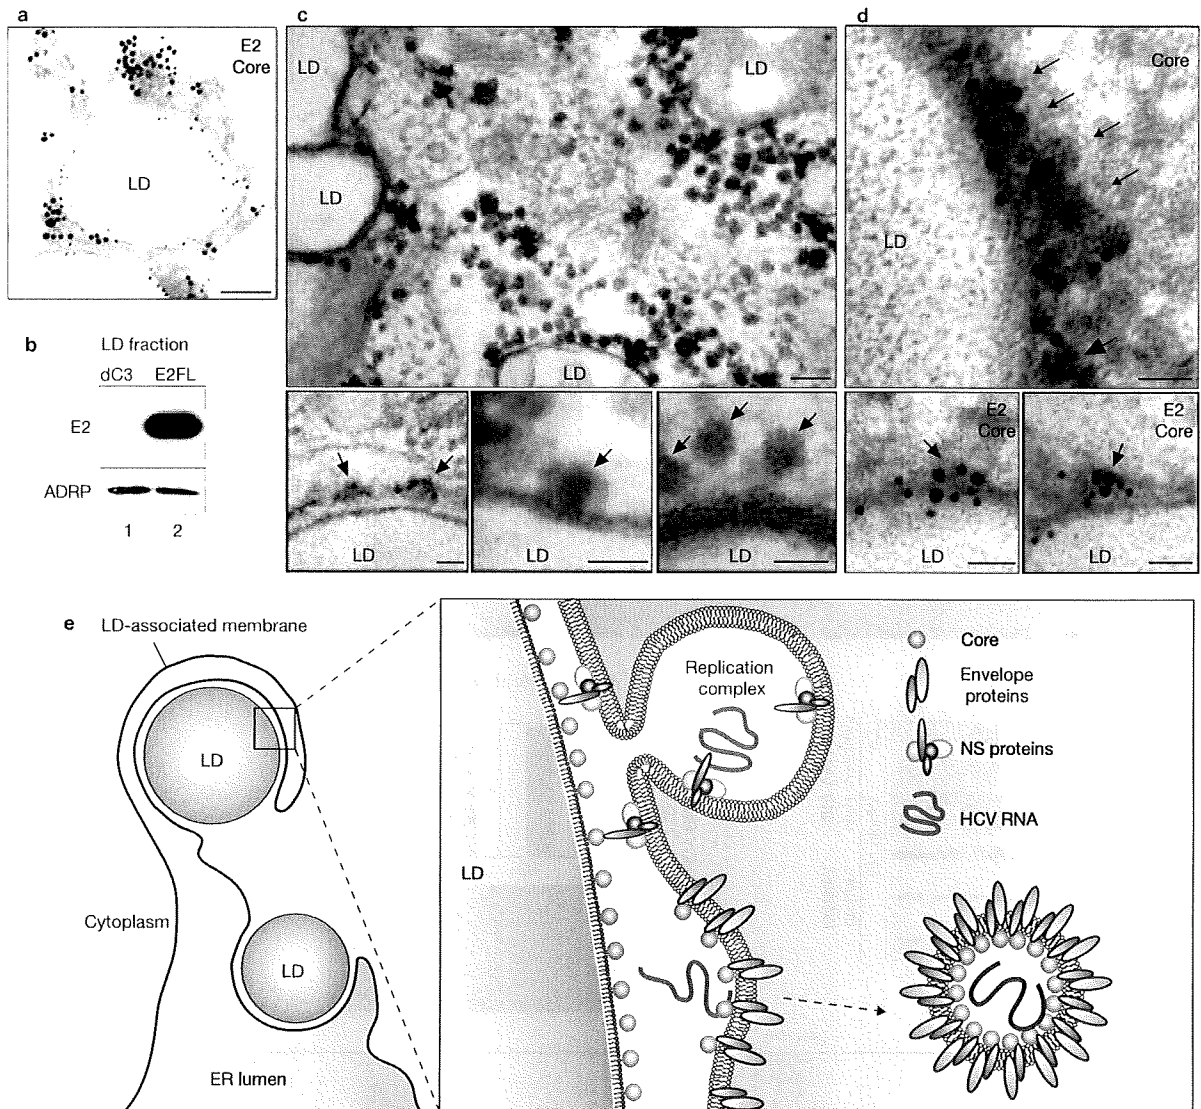 a
E2
Core
LD
b
LD fraction
dC3 E2FL
E2
ADRP
1 2
c
LD
LD
LD
LD
LD
LD
LD
d
Core
LD
E2
Core
LD
E2
Core
LD
e
LD-associated membrane
LD
Cytoplasm
LD
ER lumen
Replication
complex
LD
Core
Envelope
proteins
NS proteins
HCV RNA